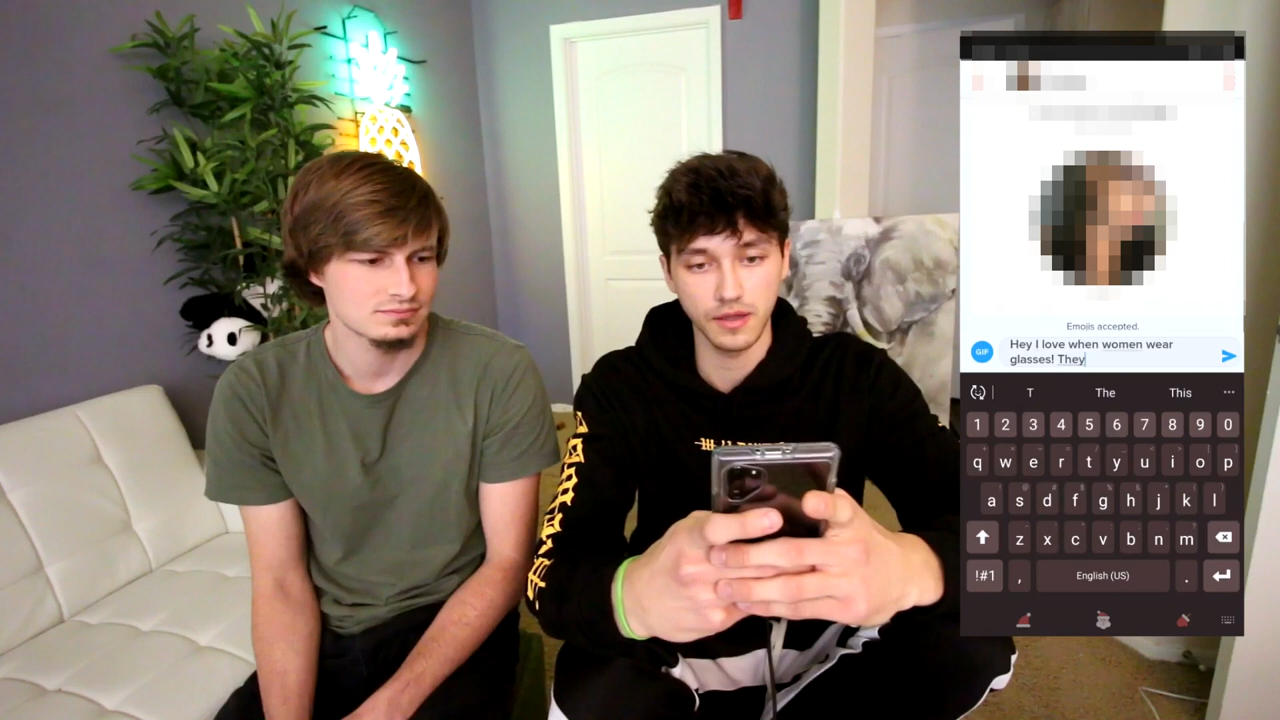 Emojis accepted.
GIF
Hey I love when women wear
glasses! They
T The This
1 2 3 4 5 6 7 8 9 0
q w e r t y u i o p
a s d f g h j k l
z x c v b n m
!#1 , English (US) .